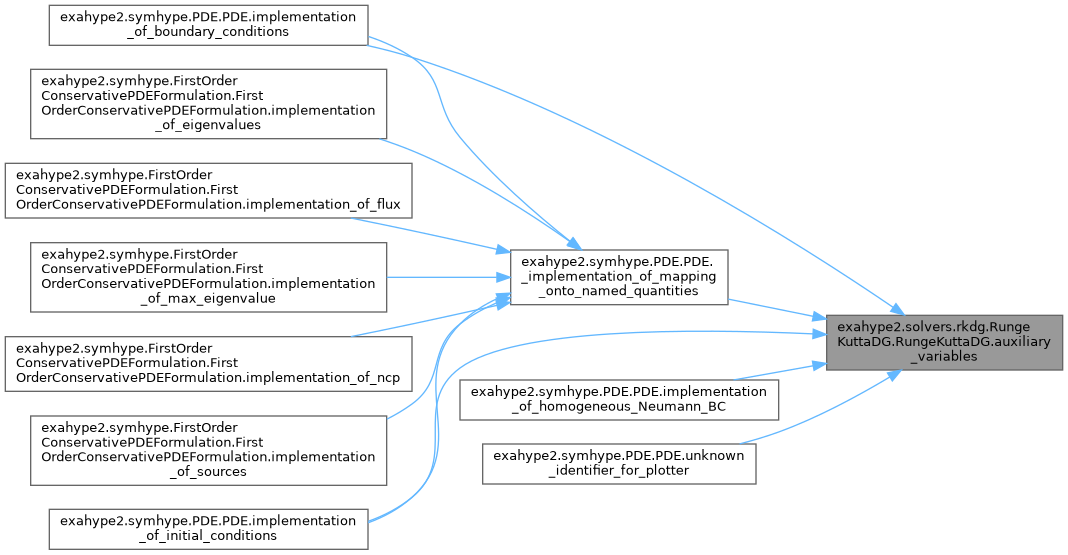 exahype2.symhype.PDE.PDE.implementation
_of_boundary_conditions
exahype2.symhype.FirstOrder
ConservativePDEFormulation.First
OrderConservativePDEFormulation.implementation
_of_eigenvalues
exahype2.symhype.FirstOrder
ConservativePDEFormulation.First
OrderConservativePDEFormulation.implementation_of_flux
exahype2.symhype.FirstOrder
ConservativePDEFormulation.First
OrderConservativePDEFormulation.implementation
_of_max_eigenvalue
exahype2.symhype.FirstOrder
ConservativePDEFormulation.First
OrderConservativePDEFormulation.implementation_of_ncp
exahype2.symhype.FirstOrder
ConservativePDEFormulation.First
OrderConservativePDEFormulation.implementation
_of_sources
exahype2.symhype.PDE.PDE.implementation
_of_initial_conditions
exahype2.symhype.PDE.PDE.
_implementation_of_mapping
_onto_named_quantities
exahype2.symhype.PDE.PDE.implementation
_of_homogeneous_Neumann_BC
exahype2.symhype.PDE.PDE.unknown
_identifier_for_plotter
exahype2.solvers.rkdg.Runge
KuttaDG.RungeKuttaDG.auxiliary
_variables